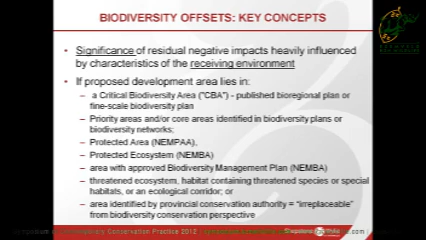 BIODIVERSITY OFFSETS: KEY CONCEPTS
• Significance of residual negative impacts heavily influenced
by characteristics of the receiving environment
• If proposed development area lies in:
– a Critical Biodiversity Area ("CBA") - published bioregional plan or
fine-scale biodiversity plan
– Priority areas and/or core areas identified in biodiversity plans or
biodiversity networks;
– Protected Area (NEMPAA),
– Protected Ecosystem (NEMBA)
– area with approved Biodiversity Management Plan (NEMBA)
– threatened ecosystem, habitat containing threatened species or special
habitats, or an ecological corridor; or
– area identified by provincial conservation authority = "irreplaceable"
from biodiversity conservation perspective
Conservation Practice 2012